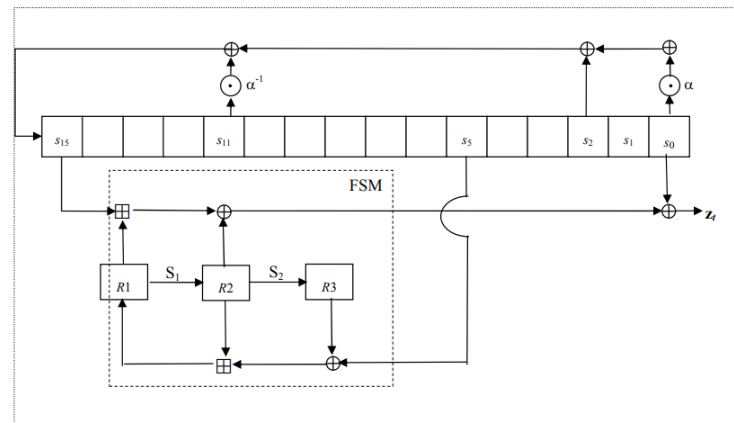 α⁻¹
α
s₁₅ s₁₁ s₅ s₂ s₁ s₀
FSM
zₜ
S₁ S₂
R1 R2 R3